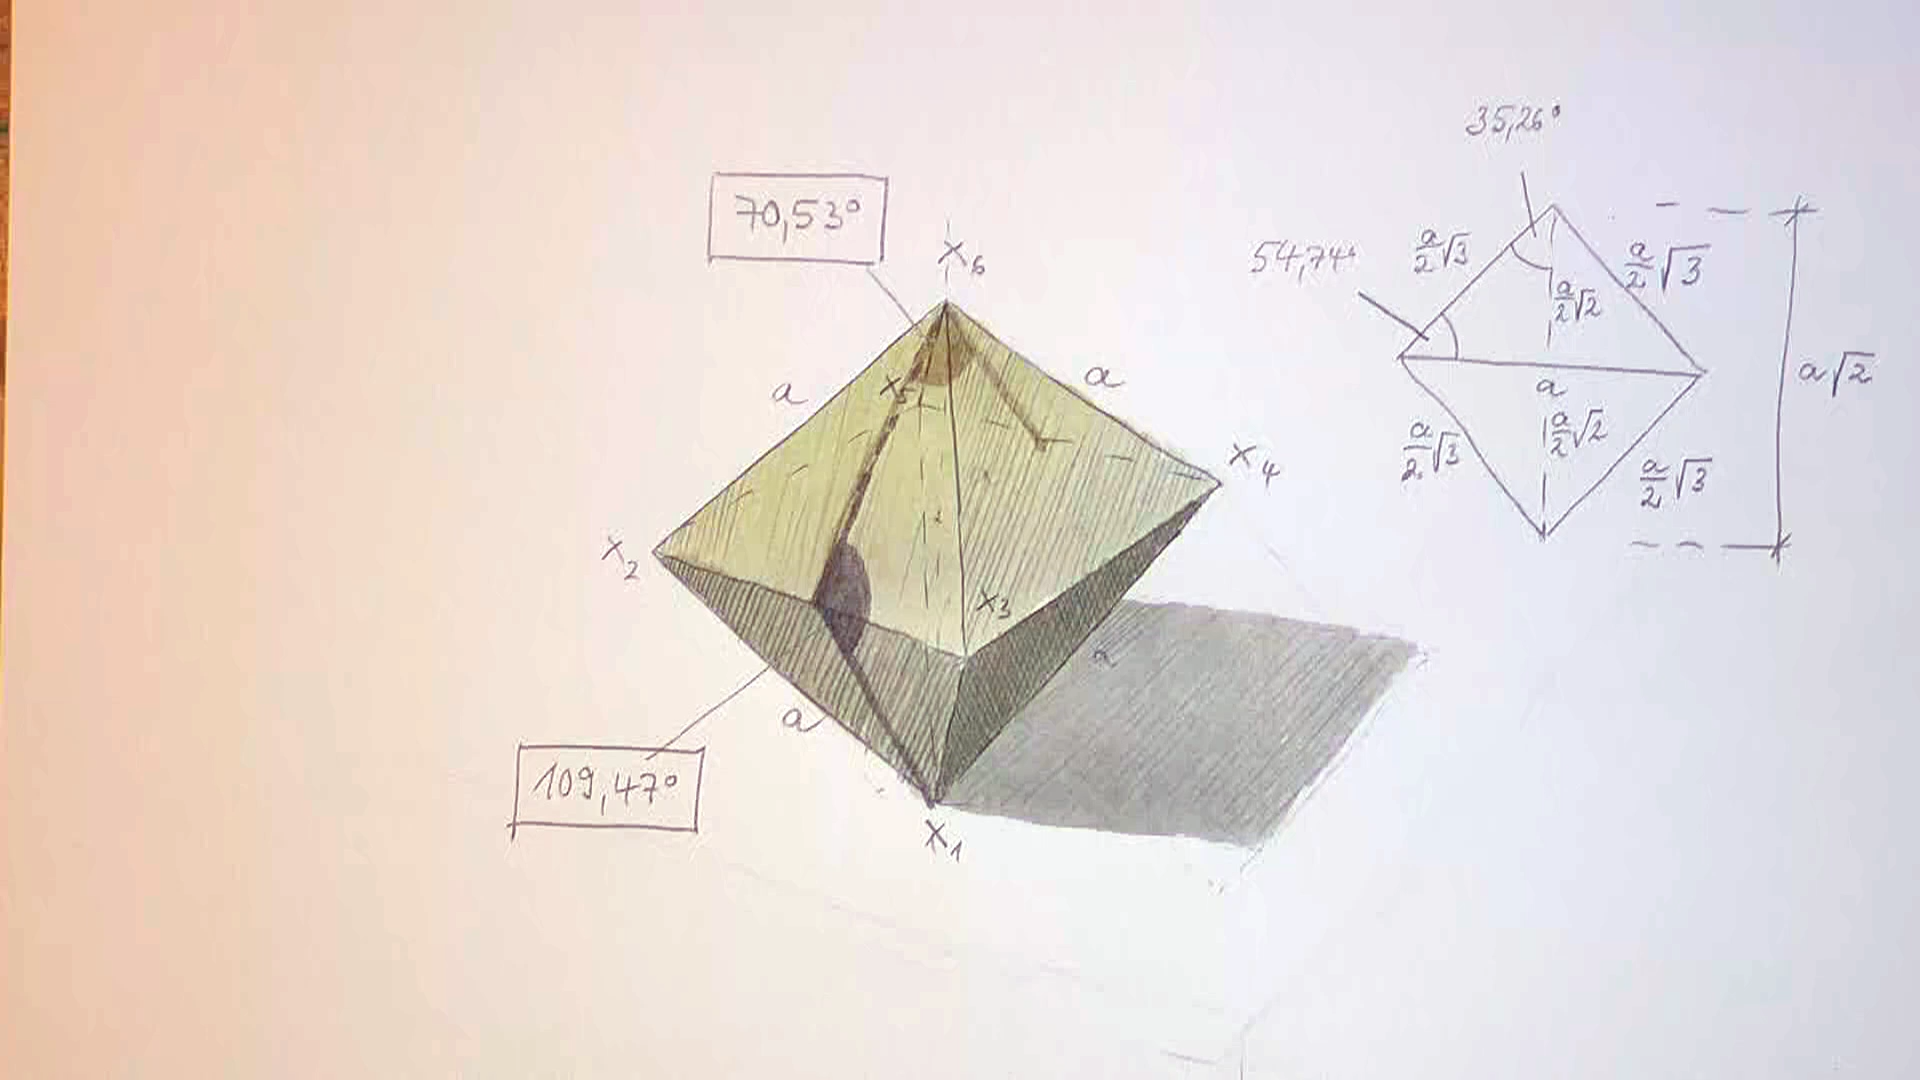 35,26°
70,53°
x₆
54,74°
a/2 √3
a/2 √3
a/2 √2
a
a
x₅
a√2
a
x₄
a/2 √3
a/2 √2
a/2 √3
x₂
x₃
a
a
109,47°
x₁